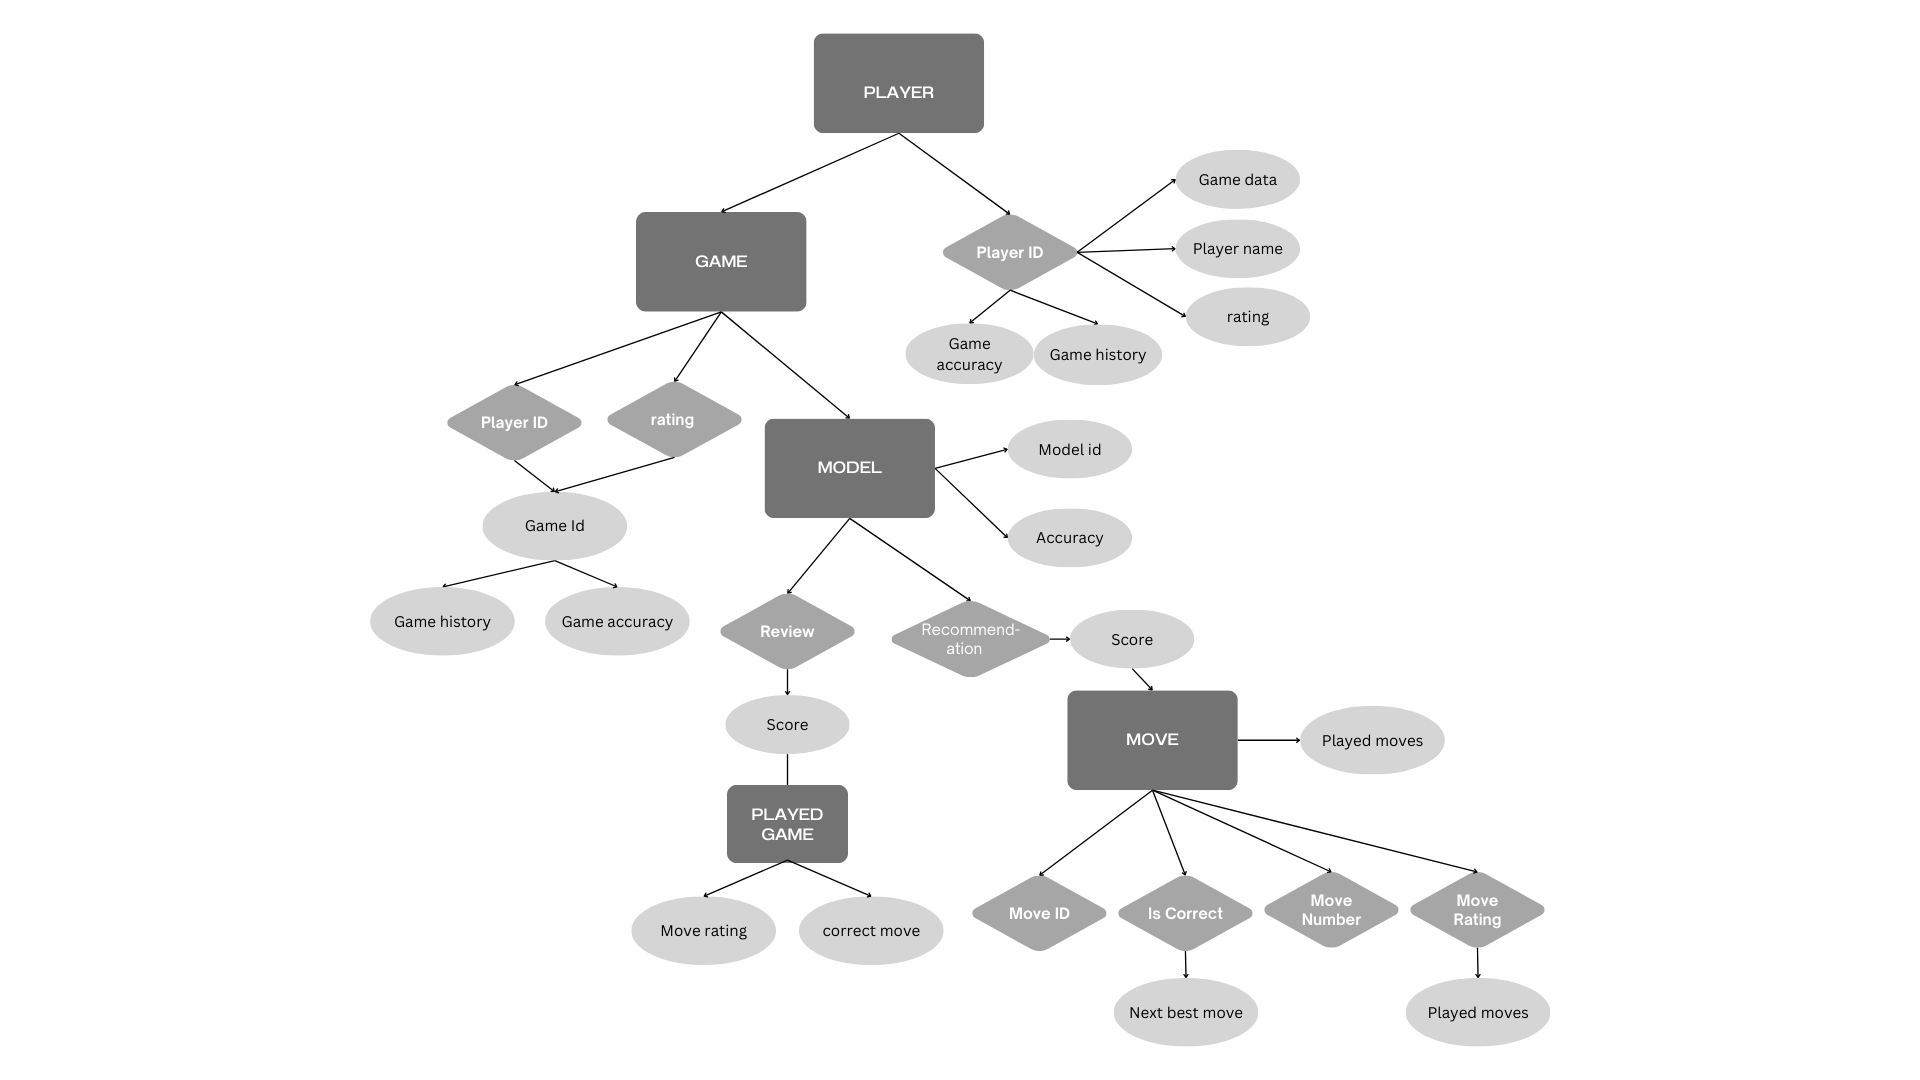 PLAYER
Game data
Player name
Player ID
GAME
rating
Game
accuracy
Game history
Player ID
rating
Model id
MODEL
Game Id
Accuracy
Game history
Game accuracy
Review
Recommend-
ation
Score
Score
MOVE
Played moves
PLAYED
GAME
Move rating
correct move
Move ID
Is Correct
Move
Number
Move
Rating
Next best move
Played moves